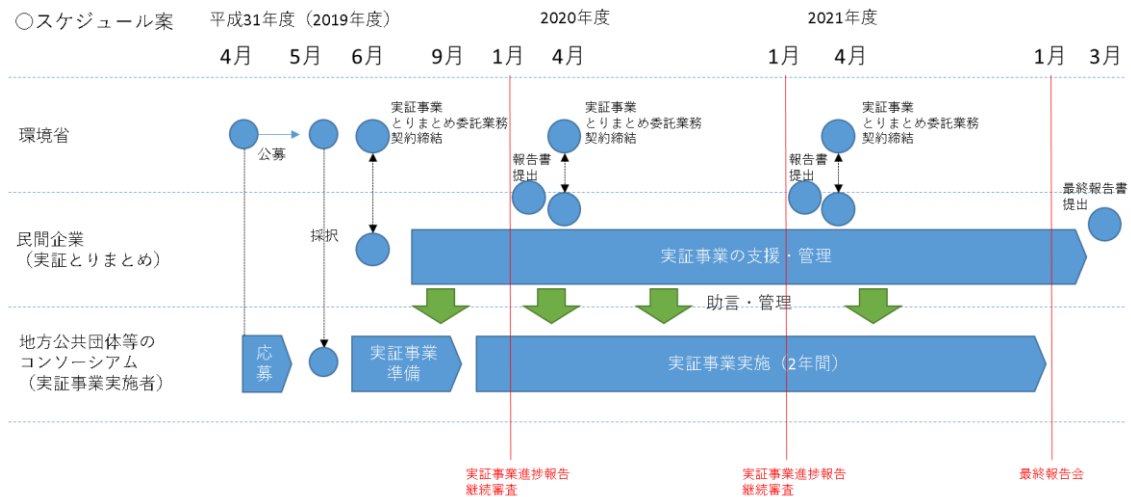 ○スケジュール案
平成31年度(2019年度)
2020年度
2021年度
4月
5月
6月
9月
1月
4月
1月
4月
1月
3月
環境省
公募
実証事業
とりまとめ委託業務
契約締結
報告書
提出
実証事業
とりまとめ委託業務
契約締結
報告書
提出
実証事業
とりまとめ委託業務
契約締結
最終報告書
提出
民間企業
(実証とりまとめ)
採択
実証事業の支援・管理
助言・管理
地方公共団体等の
コンソーシアム
(実証事業実施者)
応
募
実証事業
準備
実証事業実施(2年間)
実証事業進捗報告
継続審査
実証事業進捗報告
継続審査
最終報告会